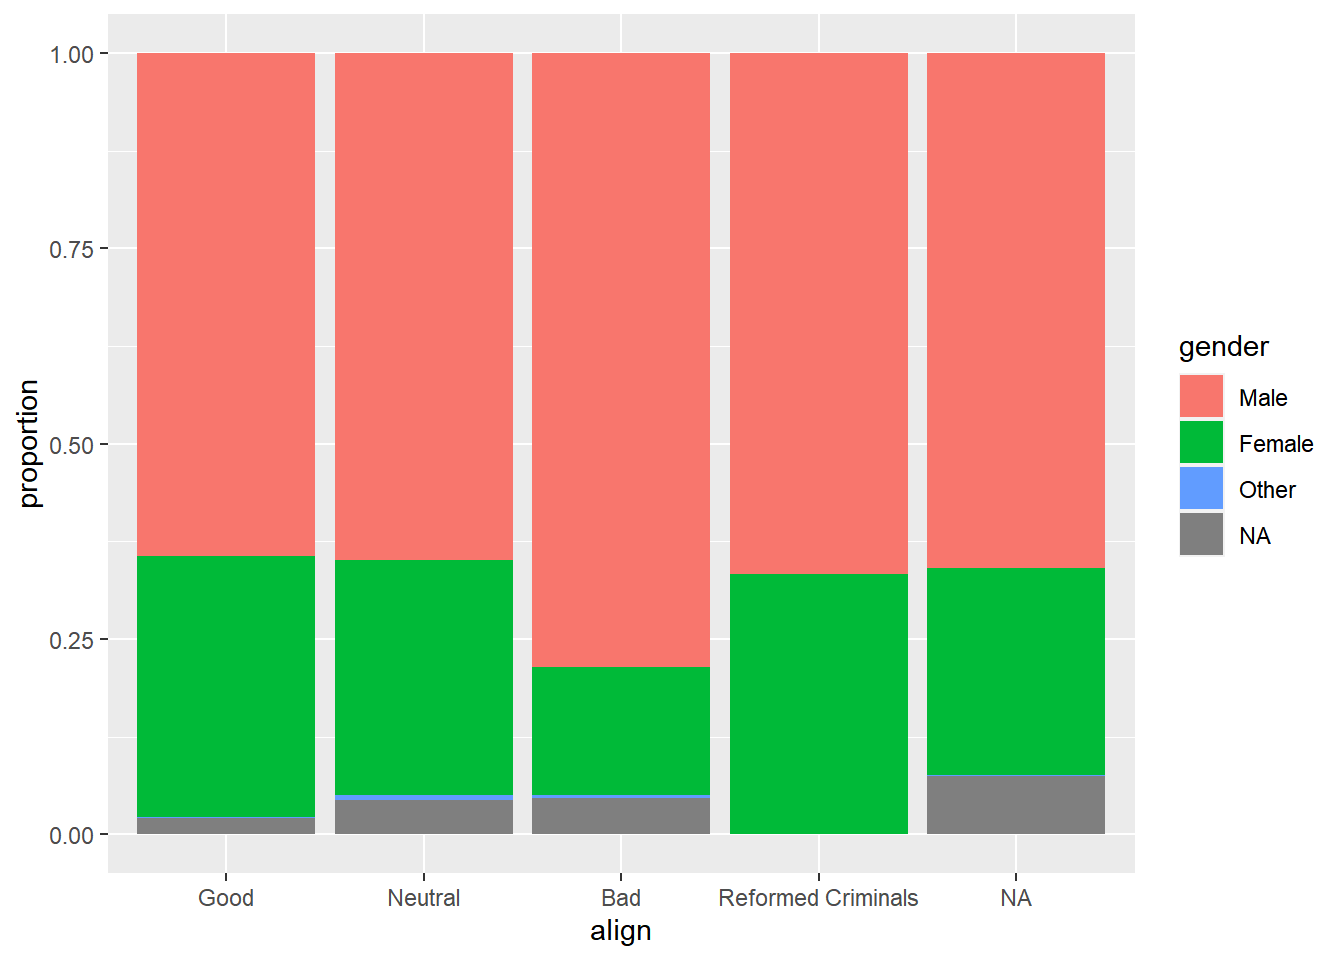 1.00
0.75
0.50
0.25
0.00
proportion
Good Neutral Bad Reformed Criminals NA
align
gender
Male
Female
Other
NA